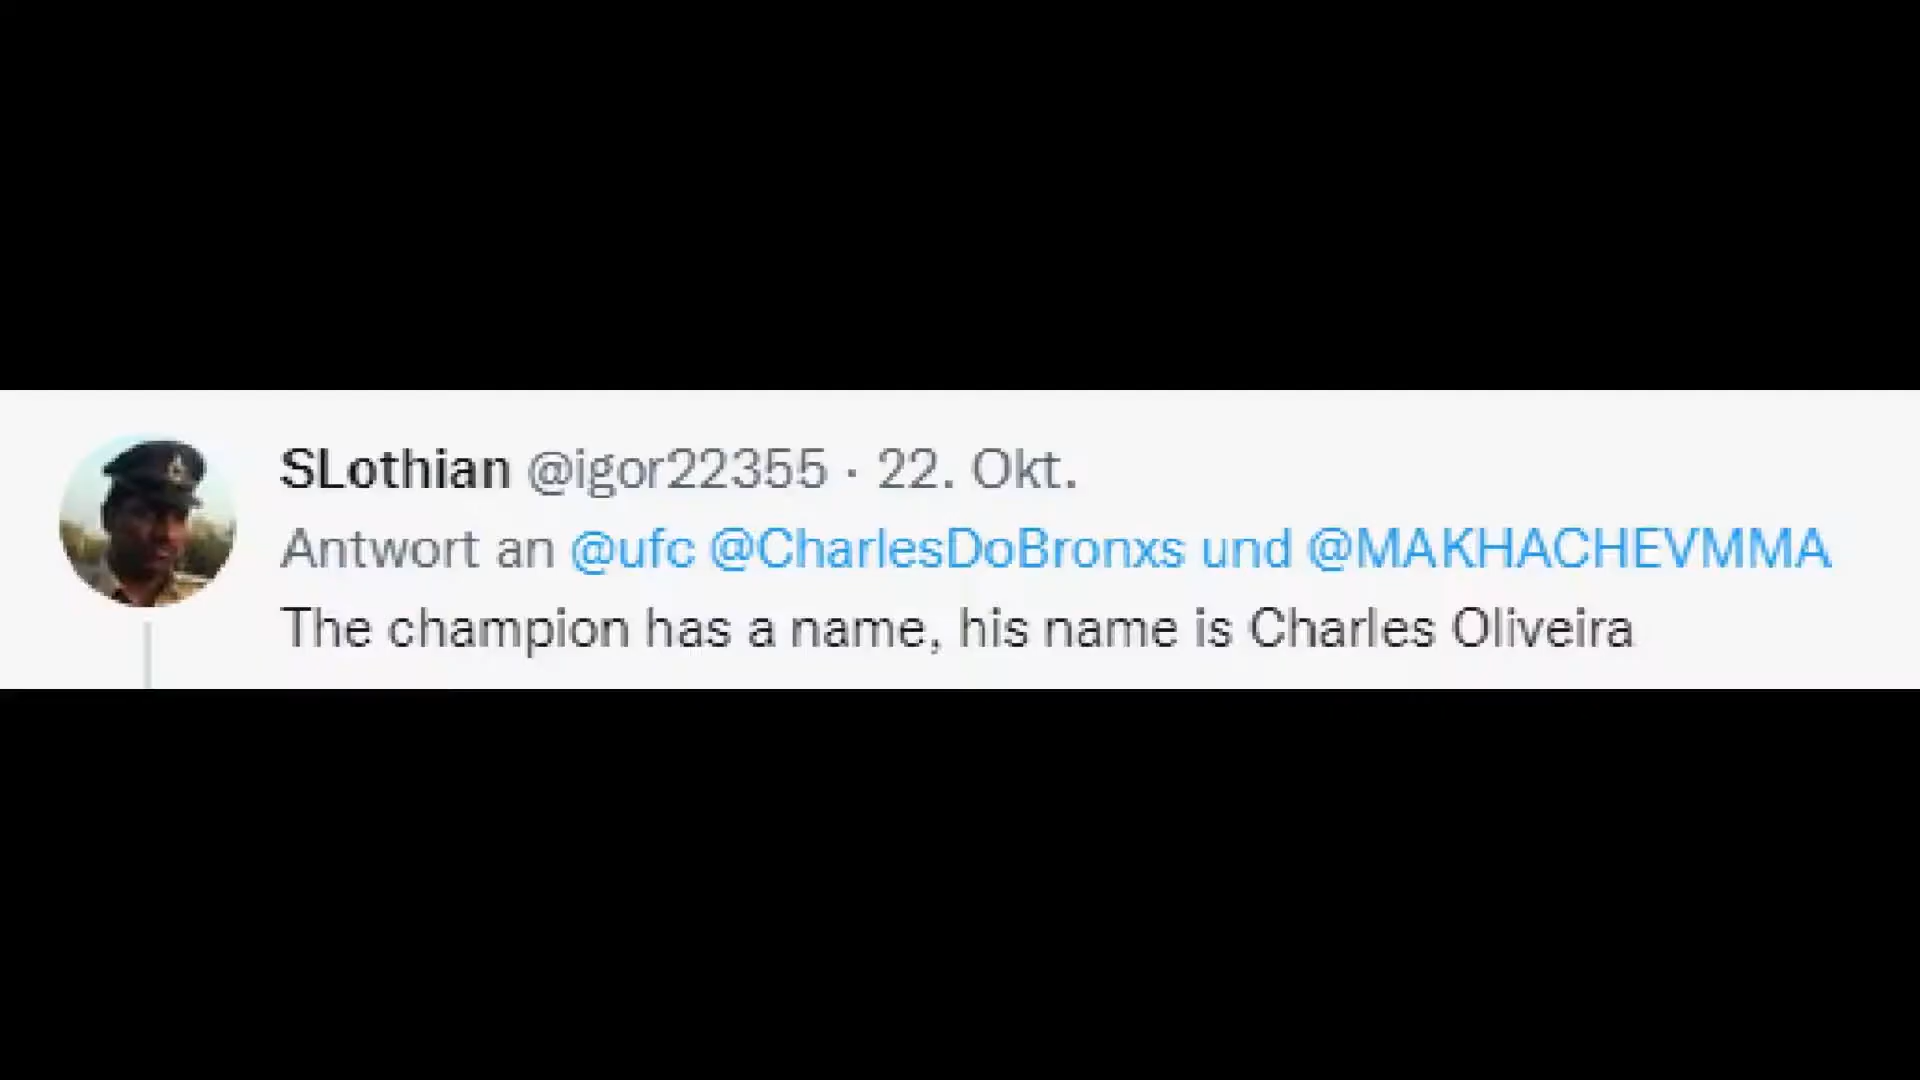 SLothian @igor22355 · 22. Okt.
Antwort an @ufc @CharlesDoBronxs und @MAKHACHEVMMA
The champion has a name, his name is Charles Oliveira